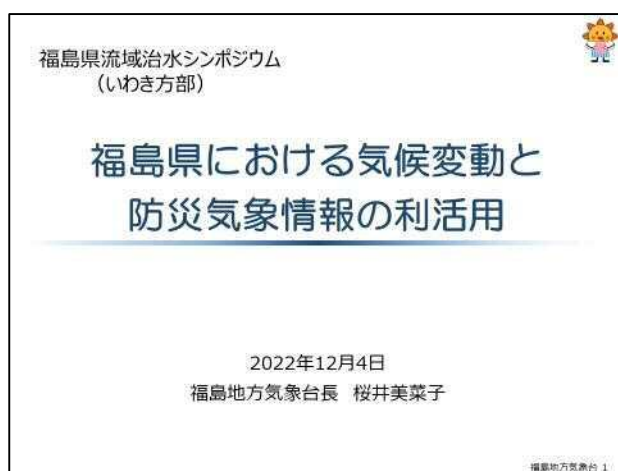 福島県流域治水シンポジウム
（いわき方部）
福島県における気候変動と
防災気象情報の利活用
2022年12月4日
福島地方気象台長 桜井美菜子
福島地方気象台 1